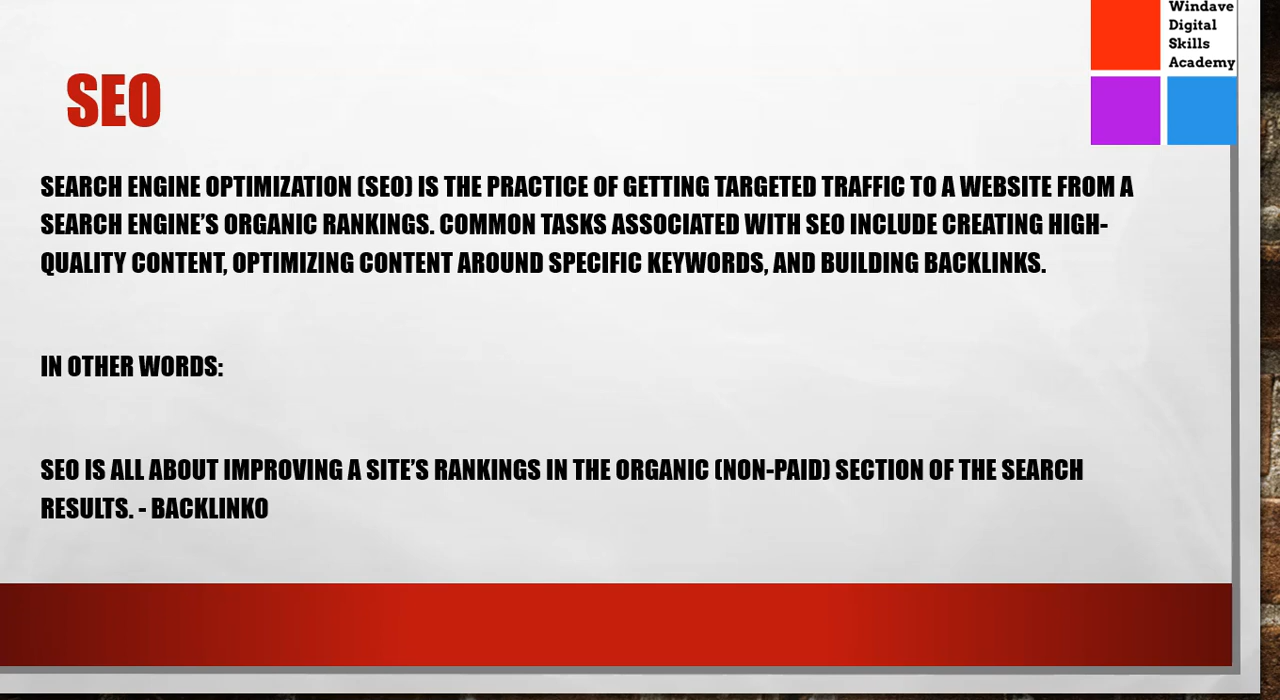 Windave
Digital
Skills
Academy
SEO
SEARCH ENGINE OPTIMIZATION (SEO) IS THE PRACTICE OF GETTING TARGETED TRAFFIC TO A WEBSITE FROM A
SEARCH ENGINE’S ORGANIC RANKINGS. COMMON TASKS ASSOCIATED WITH SEO INCLUDE CREATING HIGH-
QUALITY CONTENT, OPTIMIZING CONTENT AROUND SPECIFIC KEYWORDS, AND BUILDING BACKLINKS.
IN OTHER WORDS:
SEO IS ALL ABOUT IMPROVING A SITE’S RANKINGS IN THE ORGANIC (NON-PAID) SECTION OF THE SEARCH
RESULTS. - BACKLINKO